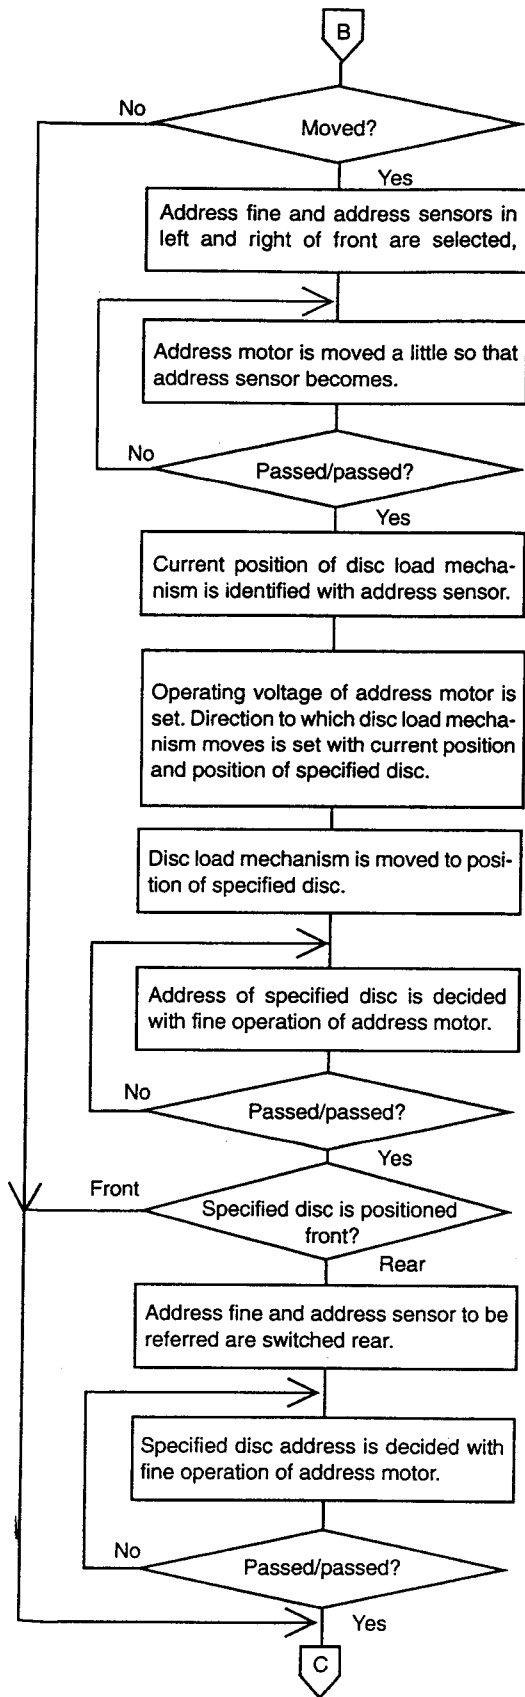 B
No
Moved?
Yes
Address fine and address sensors in
left and right of front are selected,
Address motor is moved a little so that
address sensor becomes.
No
Passed/passed?
Yes
Current position of disc load mecha-
nism is identified with address sensor.
Operating voltage of address motor is
set. Direction to which disc load mecha-
nism moves is set with current position
and position of specified disc.
Disc load mechanism is moved to posi-
tion of specified disc.
Address of specified disc is decided
with fine operation of address motor.
No
Passed/passed?
Yes
Front
Specified disc is positioned
front?
Rear
Address fine and address sensor to be
referred are switched rear.
Specified disc address is decided with
fine operation of address motor.
No
Passed/passed?
Yes
C